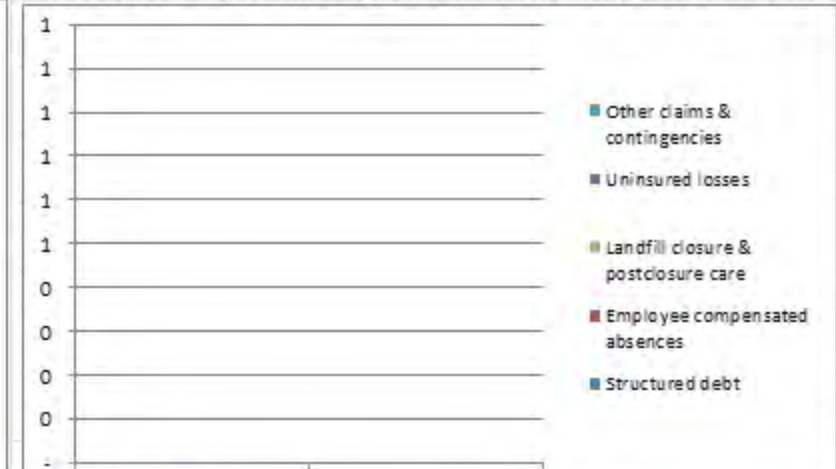 1
1
1
1
1
1
0
0
0
0
-
Other claims &
contingencies
Uninsured losses
Landfill closure &
postclosure care
Employee compensated
absences
Structured debt